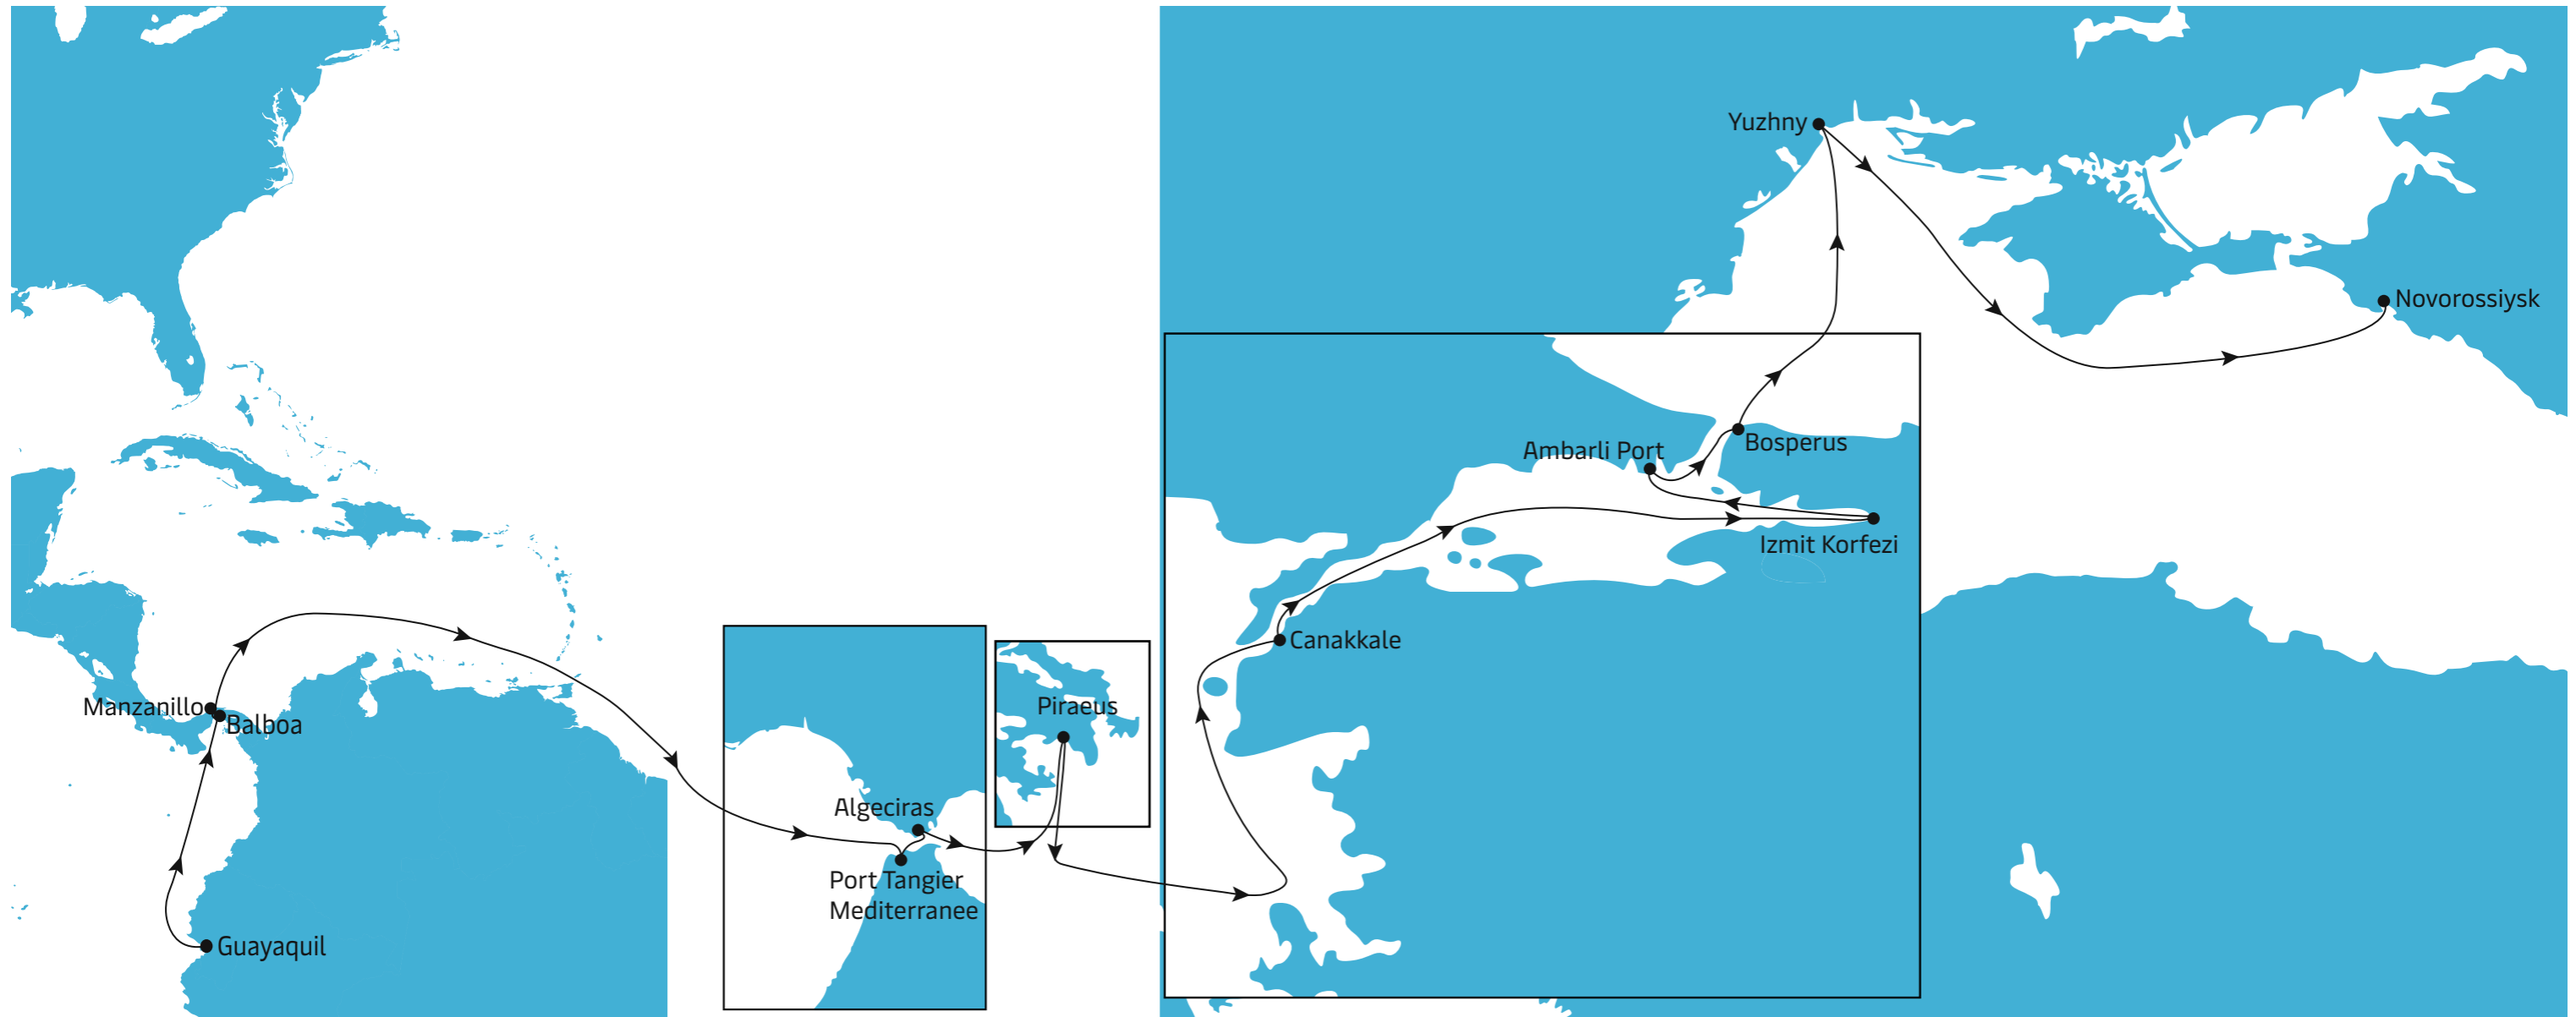 Yuzhny
Novorossiysk
Ambarli Port
Bosperus
Izmit Korfezi
Canakkale
Manzanillo
Balboa
Piraeus
Algeciras
Port Tangier
Mediterranee
Guayaquil